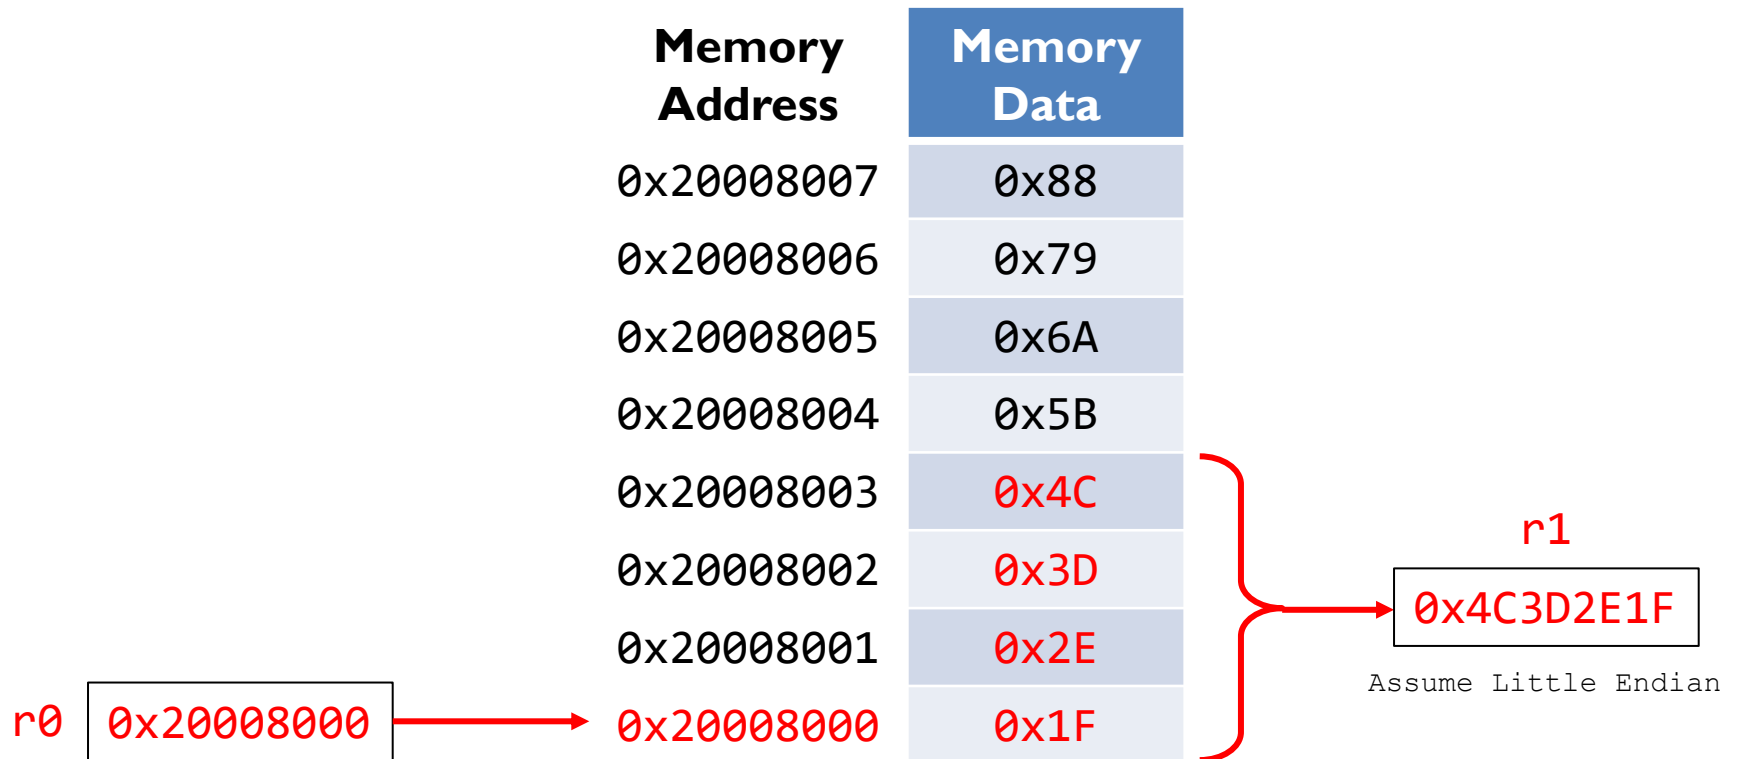 Memory Address Memory Data
0x20008007 0x88
0x20008006 0x79
0x20008005 0x6A
0x20008004 0x5B
0x20008003 0x4C
0x20008002 0x3D
0x20008001 0x2E
r0 0x20008000 0x20008000 0x1F
r1
0x4C3D2E1F
Assume Little Endian